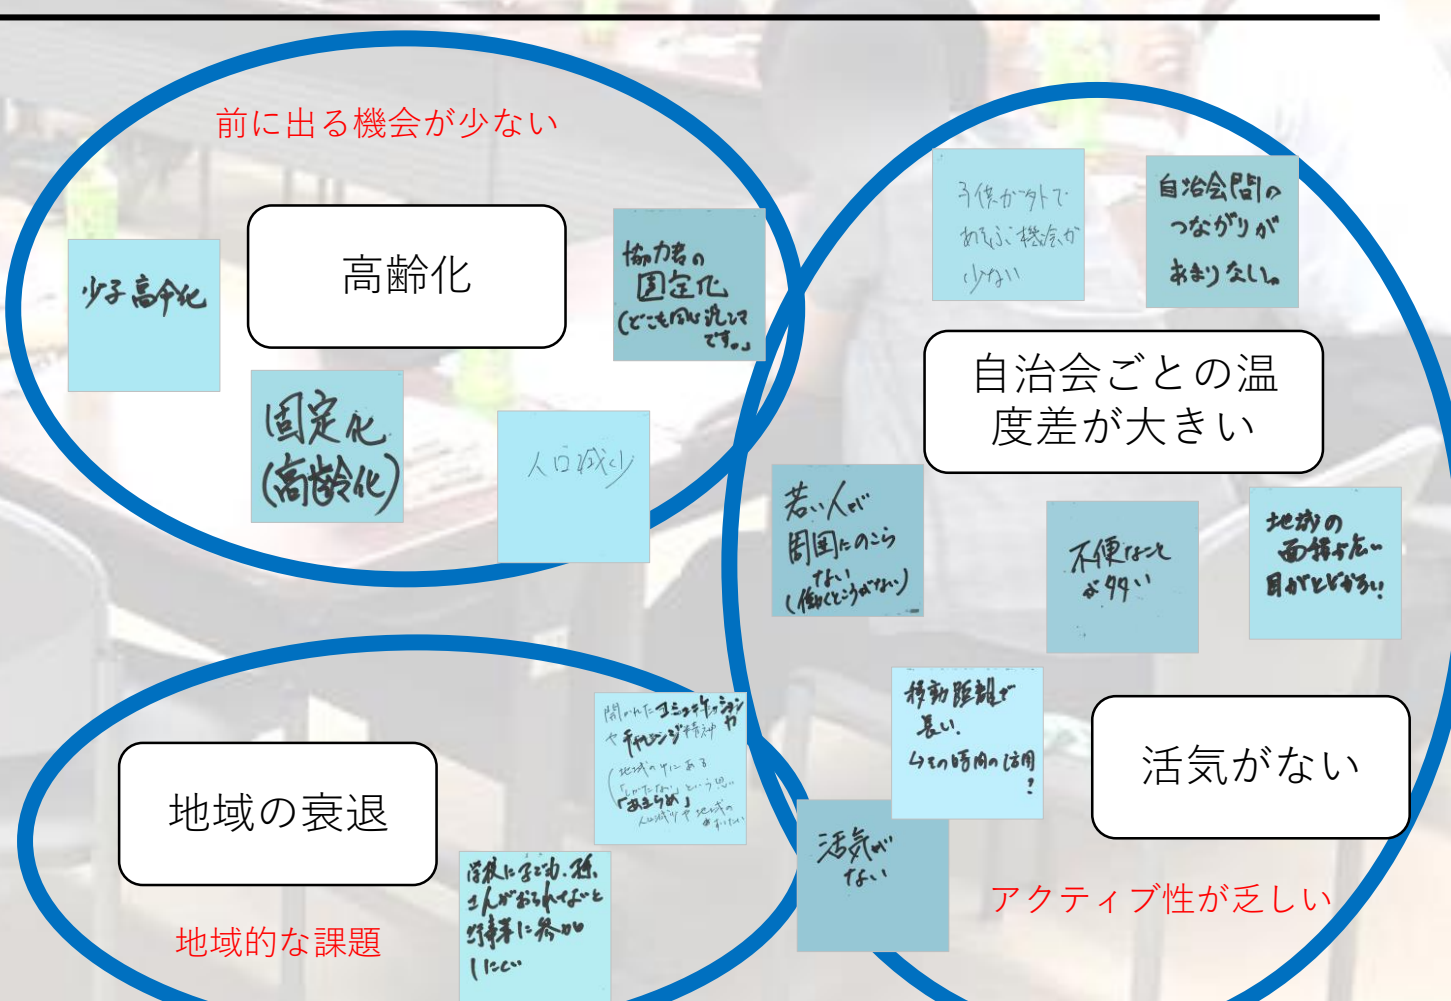 前に出る機会が少ない
高齢化
少子高令化
協力者の
固定化
(どこも同じ
です。)
固定化
(高齢化)
人口減少
子供が外で
あそぶ機会が
少ない
自治会間の
つながりが
あまりない。
自治会ごとの温
度差が大きい
若い人が
周囲にのこら
ない
(働くところがない)
不便なこと
が多い
地域の
面積が広い
目がとどかない
移動距離が
長い
その時間の活用
?
活気がない
活気が
ない
アクティブ性が乏しい
地域の衰退
地域的な課題
開かれたコミュニケーションや
やチャレンジ精神
(地域の中にある
という思い
「あきらめ」
人口減少や地域の
学校に子ども、孫、
さんがおられないと
行事に参加
しにくい